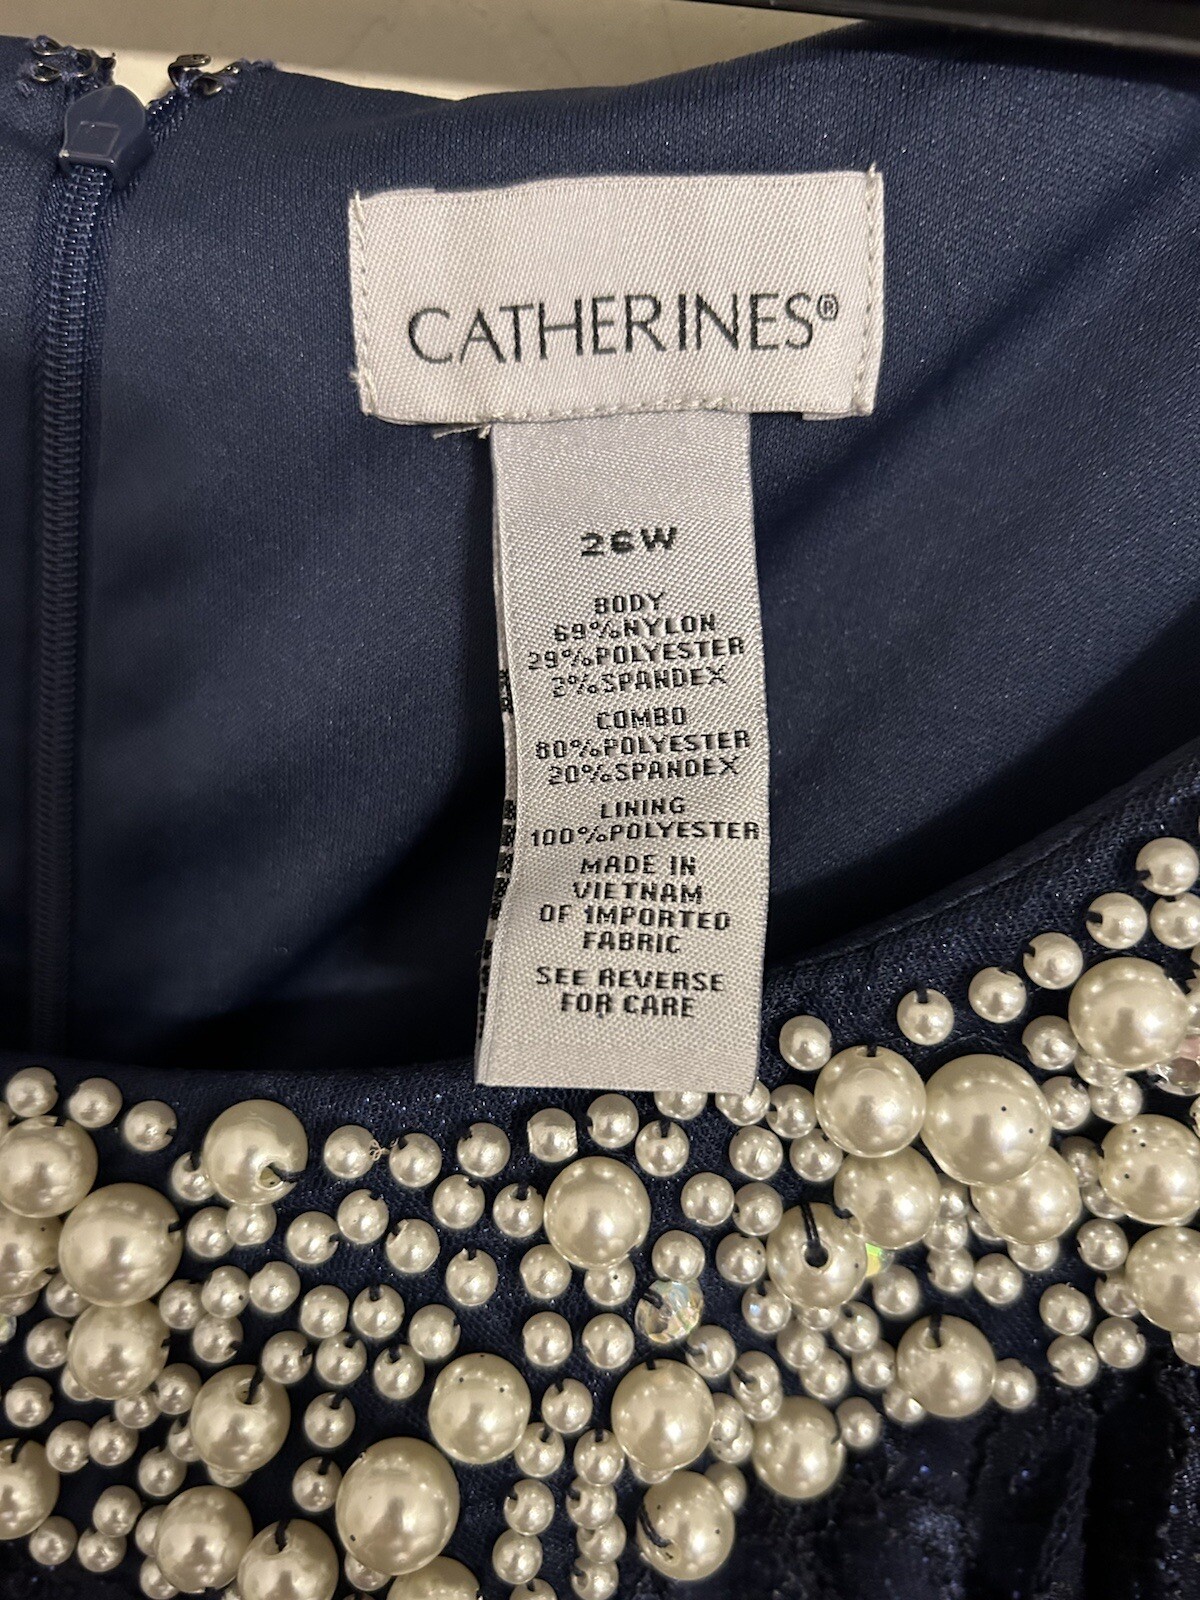 CATHERINES®
26W
BODY
69%NYLON
29%POLYESTER
2%SPANDEX
COMBO
80%POLYESTER
20%SPANDEX
LINING
100%POLYESTER
MADE IN
VIETNAM
OF IMPORTED
FABRIC
SEE REVERSE
FOR CARE